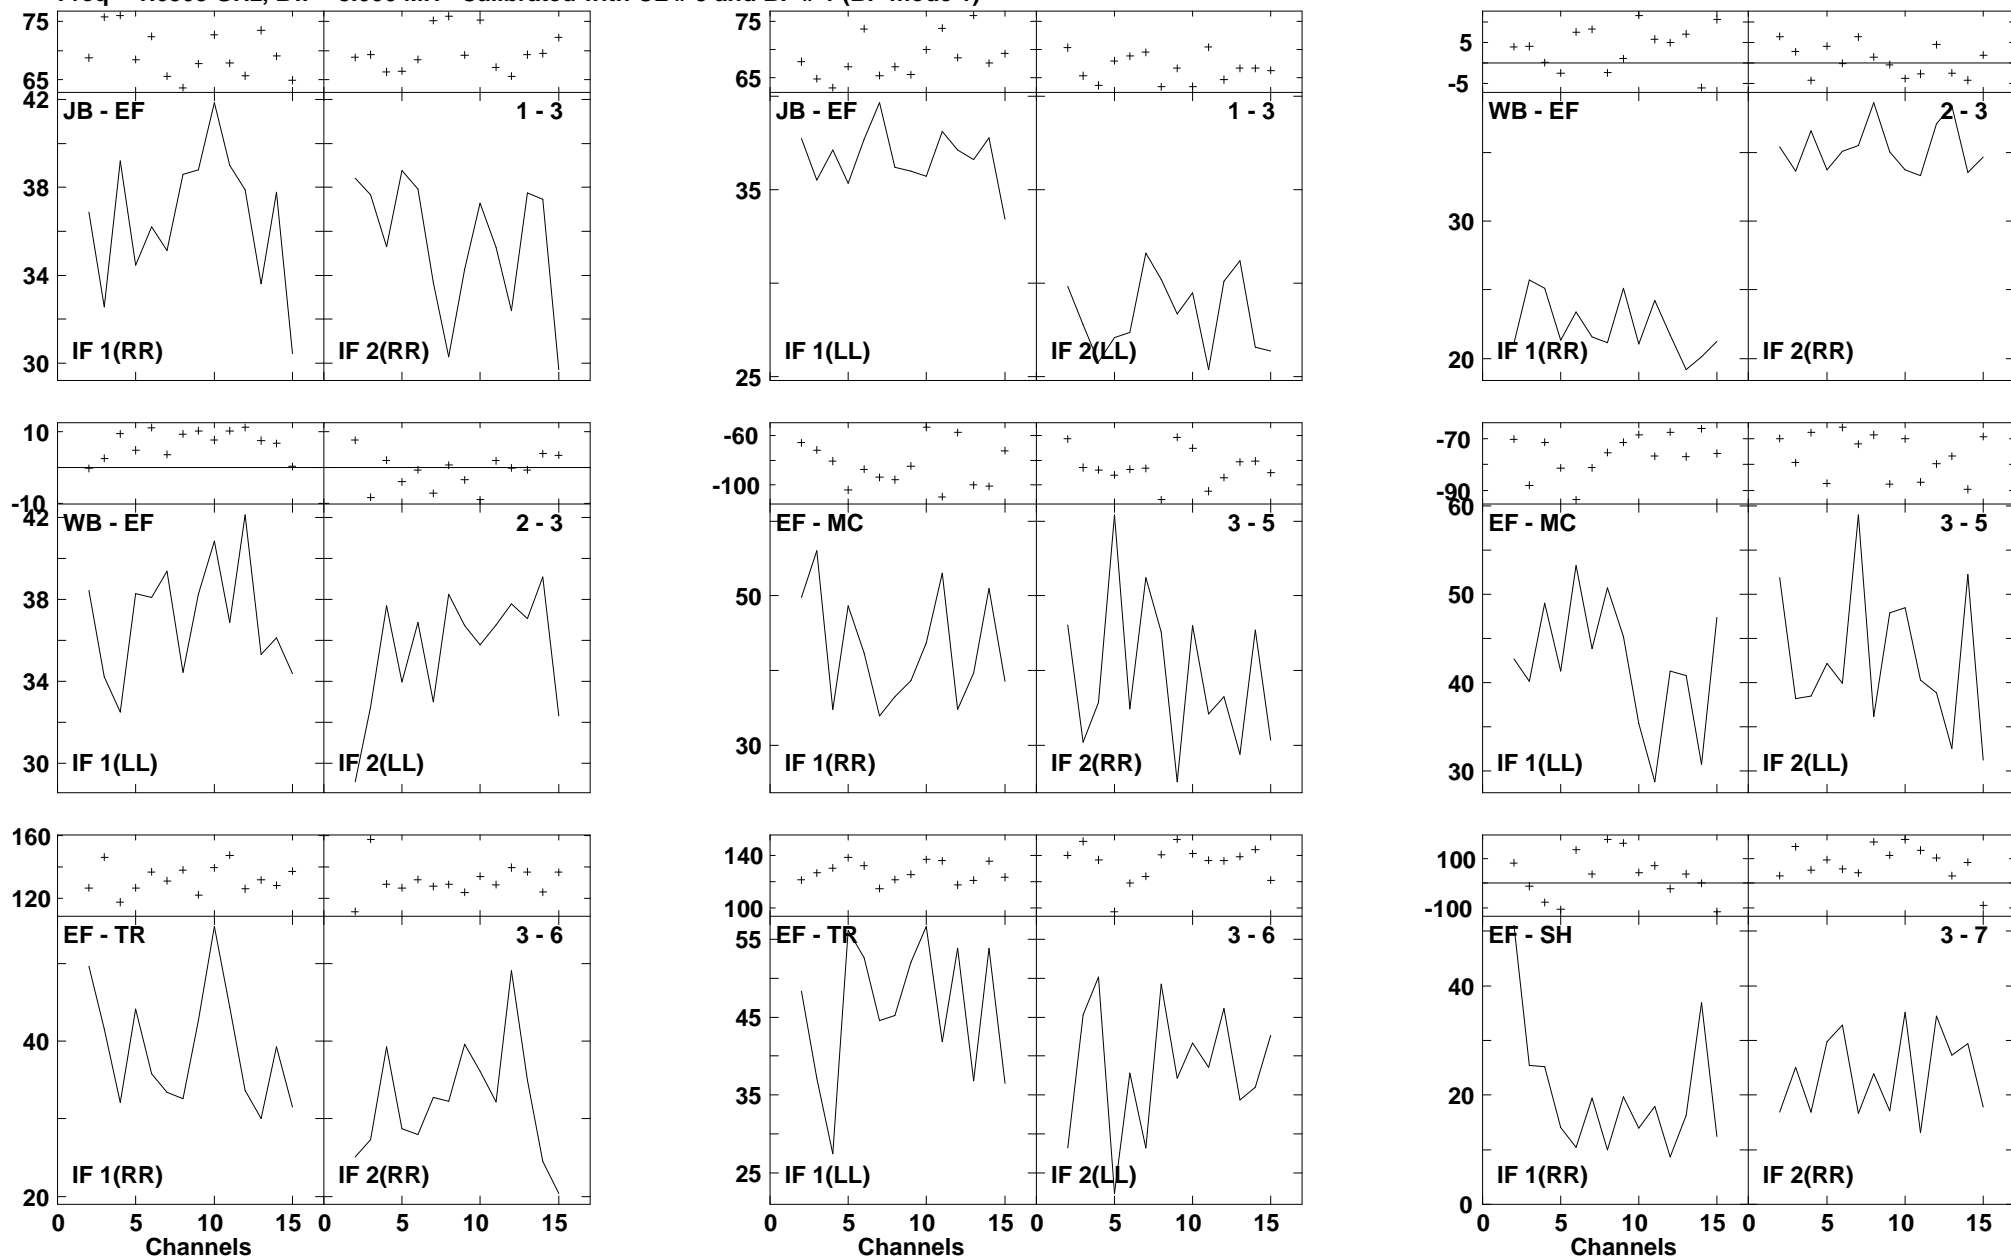 75
65
42
38
34
30
JB - EF
1 - 3
IF 1(RR)
IF 2(RR)
75
65
35
25
JB - EF
1 - 3
IF 1(LL)
IF 2(LL)
5
-5
30
20
WB - EF
2 - 3
IF 1(RR)
IF 2(RR)
10
-10
42
38
34
30
WB - EF
2 - 3
IF 1(LL)
IF 2(LL)
-60
-100
50
30
EF - MC
3 - 5
IF 1(RR)
IF 2(RR)
-70
-90
60
50
40
30
EF - MC
3 - 5
IF 1(LL)
IF 2(LL)
160
120
40
20
EF - TR
3 - 6
IF 1(RR)
IF 2(RR)
0 5 10 15 0 5 10 15
Channels
140
100
55
45
35
25
EF - TR
3 - 6
IF 1(LL)
IF 2(LL)
0 5 10 15 0 5 10 15
Channels
100
-100
40
20
0
EF - SH
3 - 7
IF 1(RR)
IF 2(RR)
0 5 10 15 0 5 10 15
Channels